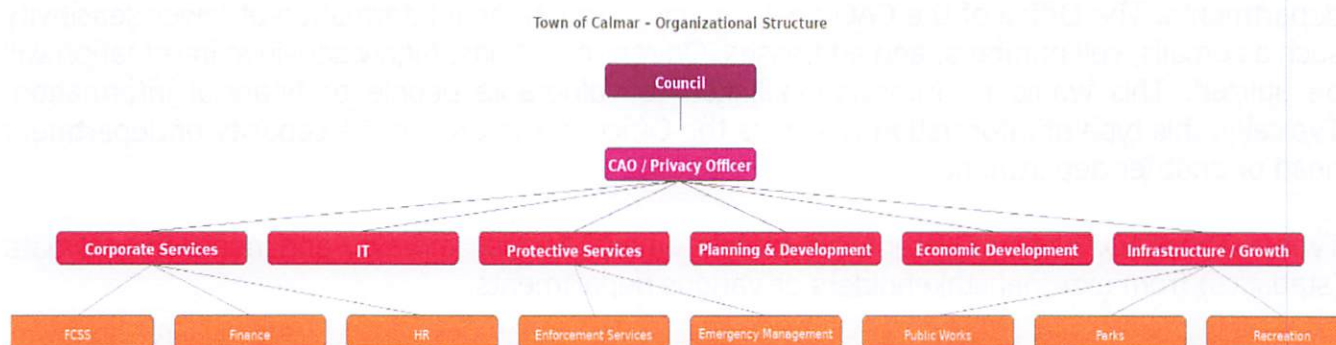 Town of Calmar - Organizational Structure
Council
CAO / Privacy Officer
Corporate Services IT Protective Services Planning & Development Economic Development Infrastructure / Growth
FCSS Finance HR Enforcement Services Emergency Management Public Works Parks Recreation